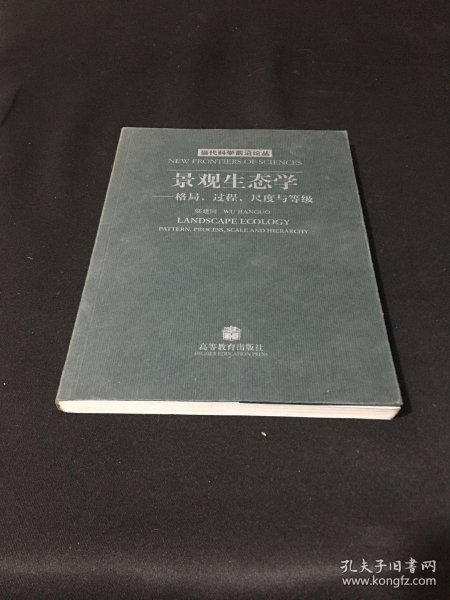 当代科学前沿论丛
NEW FRONTIERS OF SCIENCES
景观生态学
——格局、过程、尺度与等级
邬建国 WU JIANGUO
LANDSCAPE ECOLOGY
PATTERN, PROCESS, SCALE AND HIERARCHY
高等教育出版社
HIGHER EDUCATION PRESS
孔夫子旧书网
www.kongfz.com